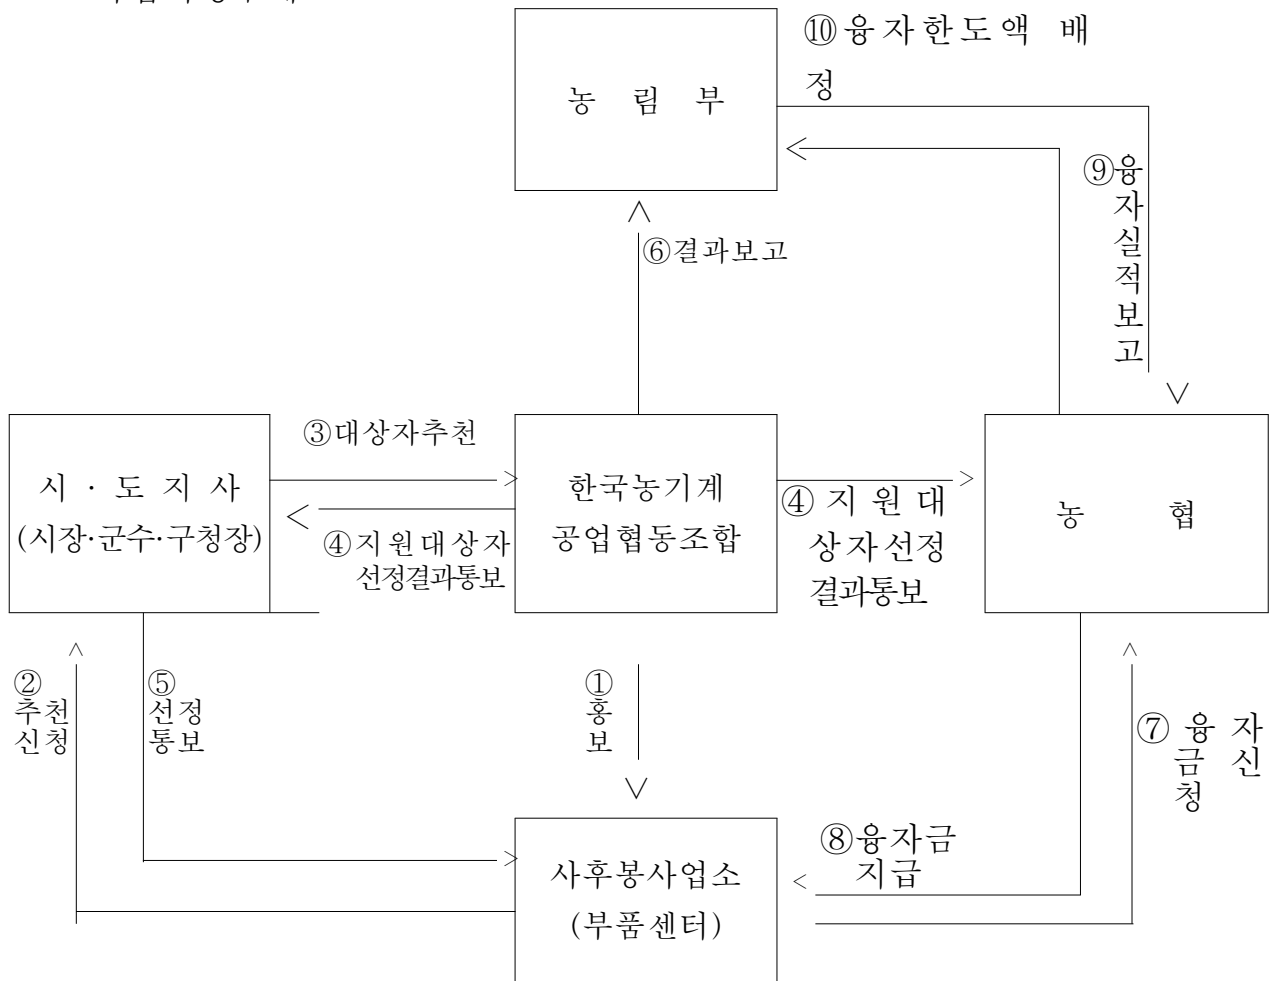 ⑩융자한도액 배
정
농 림 부
⑨융
자
실
적
보
고
⑥결과보고
③대상자추천
시 · 도 지 사
(시장·군수·구청장)
④지원대상자
선정결과통보
한국농기계
공업협동조합
④ 지 원 대
상자선정
결과통보
농 협
②
추천
신청
⑤
선정
통보
①
홍
보
⑦ 융 자
금 신
청
⑧융자금
지급
사후봉사업소
(부품센터)